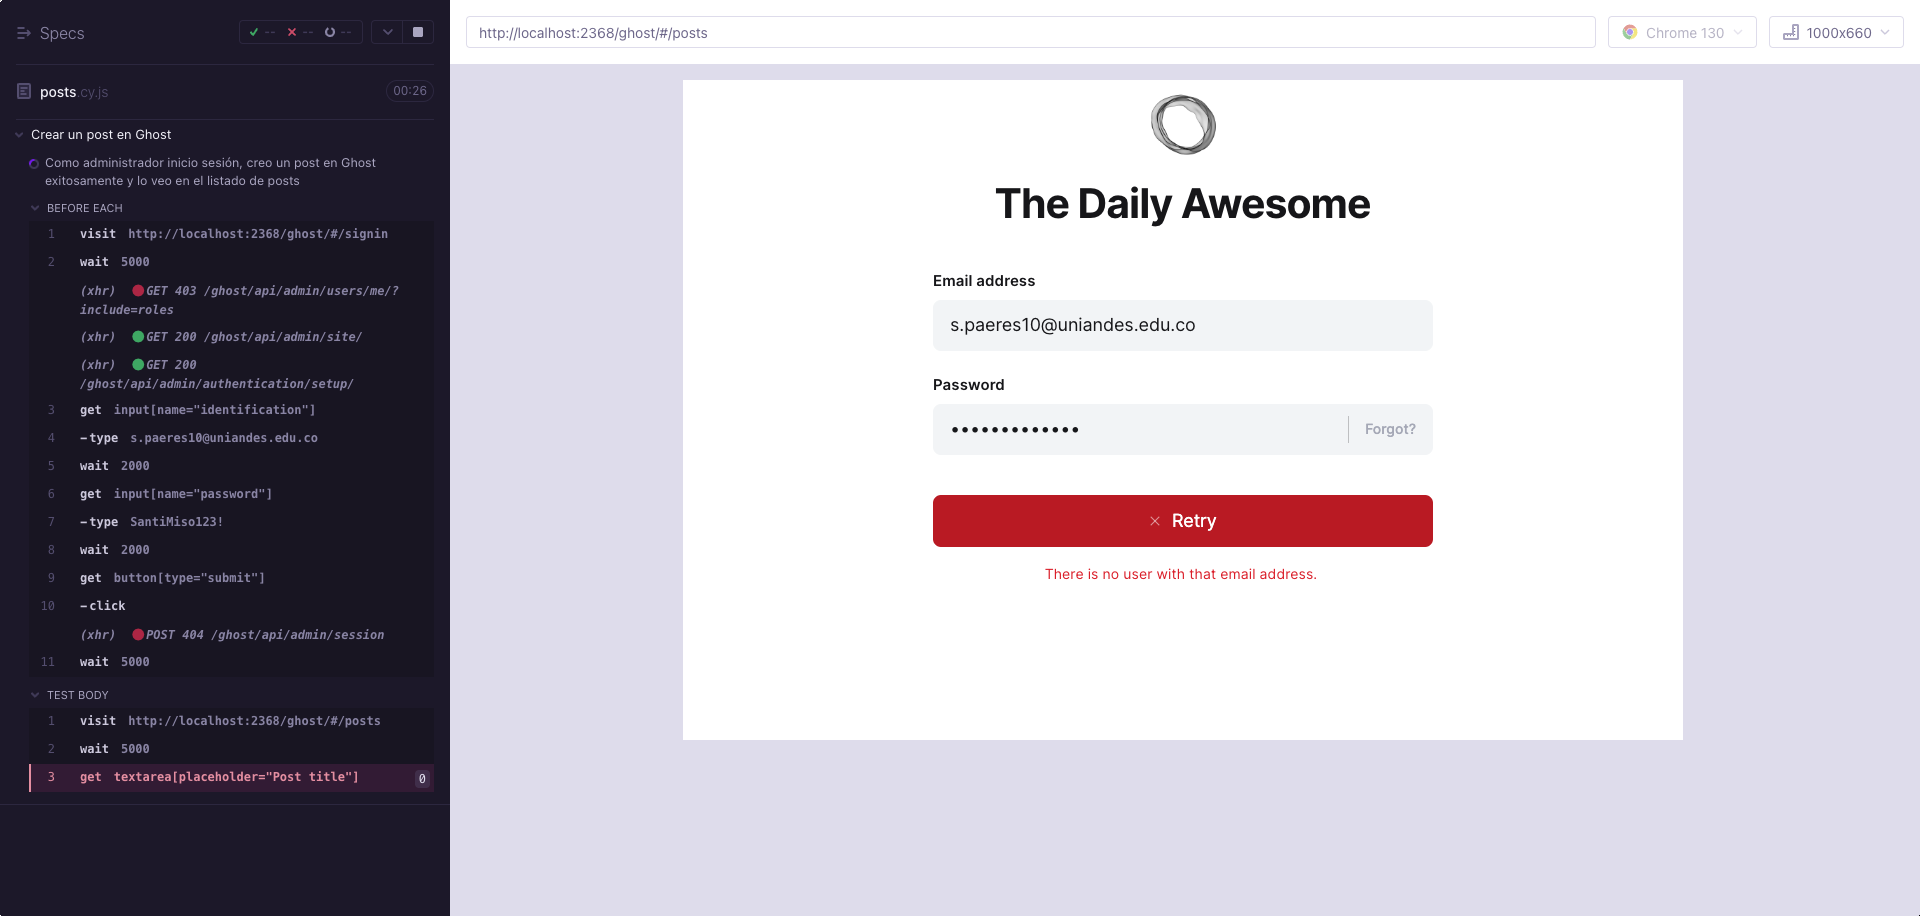 Specs
-- -- --
posts.cy.js 00:26
Crear un post en Ghost
Como administrador inicio sesión, creo un post en Ghost
exitosamente y lo veo en el listado de posts
BEFORE EACH
1 visit http://localhost:2368/ghost/#/signin
2 wait 5000
(xhr) GET 403 /ghost/api/admin/users/me/?
include=roles
(xhr) GET 200 /ghost/api/admin/site/
(xhr) GET 200
/ghost/api/admin/authentication/setup/
3 get input[name="identification"]
4 -type s.paeres10@uniandes.edu.co
5 wait 2000
6 get input[name="password"]
7 -type SantiMiso123!
8 wait 2000
9 get button[type="submit"]
10 -click
(xhr) POST 404 /ghost/api/admin/session
11 wait 5000
TEST BODY
1 visit http://localhost:2368/ghost/#/posts
2 wait 5000
3 get textarea[placeholder="Post title"] 0
http://localhost:2368/ghost/#/posts
Chrome 130
1000x660
The Daily Awesome
Email address
s.paeres10@uniandes.edu.co
Password
•••••••••••••
Forgot?
× Retry
There is no user with that email address.